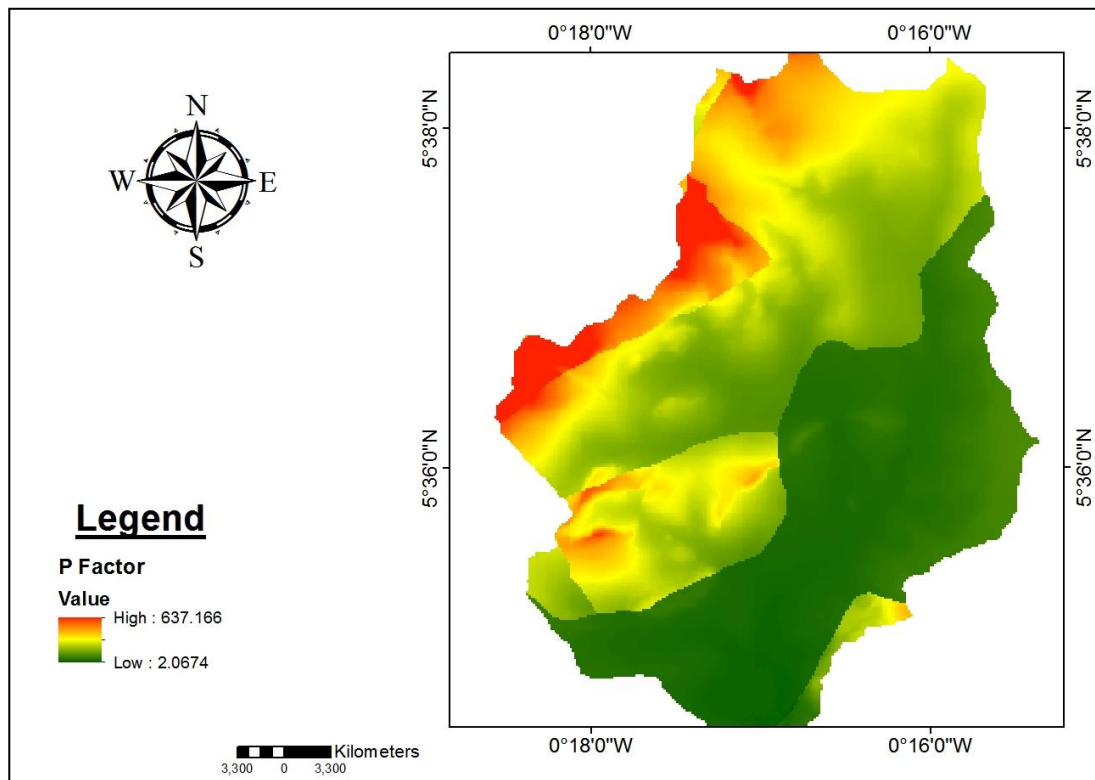 0°18'0"W 0°16'0"W
N
W E
S
5°38'0"N 5°38'0"N
5°36'0"N 5°36'0"N
Legend
P Factor
Value
High : 637.166
Low : 2.0674
0°18'0"W 0°16'0"W
Kilometers
3,300 0 3,300